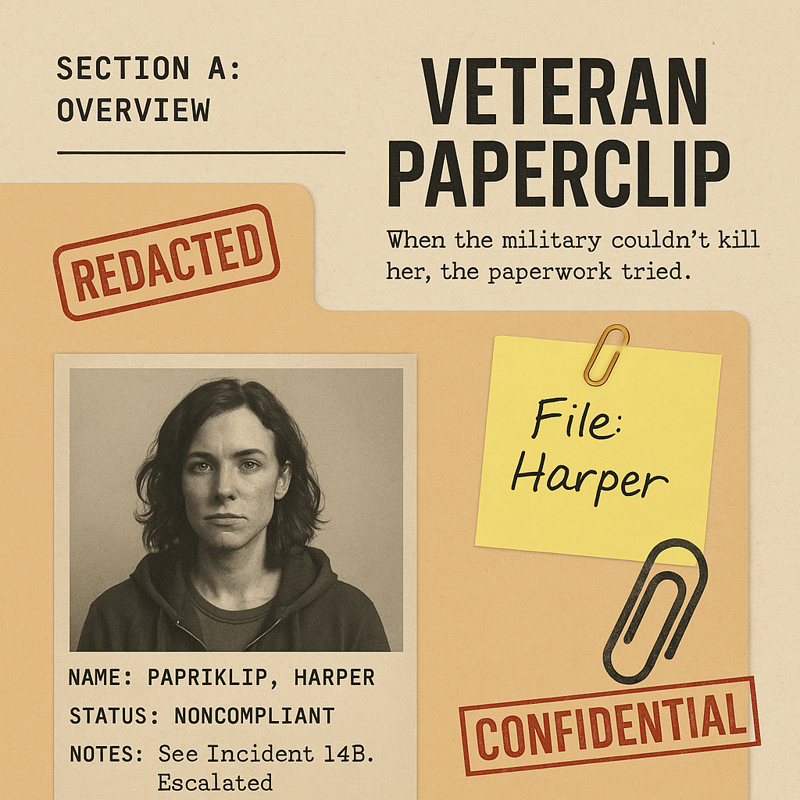 SECTION A:
OVERVIEW
VETERAN
PAPERCLIP
When the military couldn't kill
her, the paperwork tried.
REDACTED
File:
Harper
NAME: PAPRIKLIP, HARPER
STATUS: NONCOMPLIANT
NOTES: See Incident 14B.
Escalated
CONFIDENTIAL